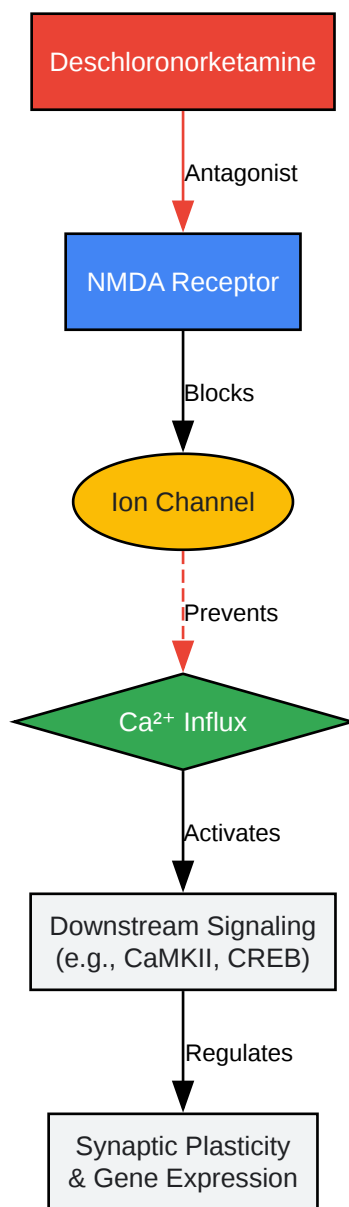 Deschloronorketamine
Antagonist
NMDA Receptor
Blocks
Ion Channel
Prevents
Ca²⁺ Influx
Activates
Downstream Signaling
(e.g., CaMKII, CREB)
Regulates
Synaptic Plasticity
& Gene Expression